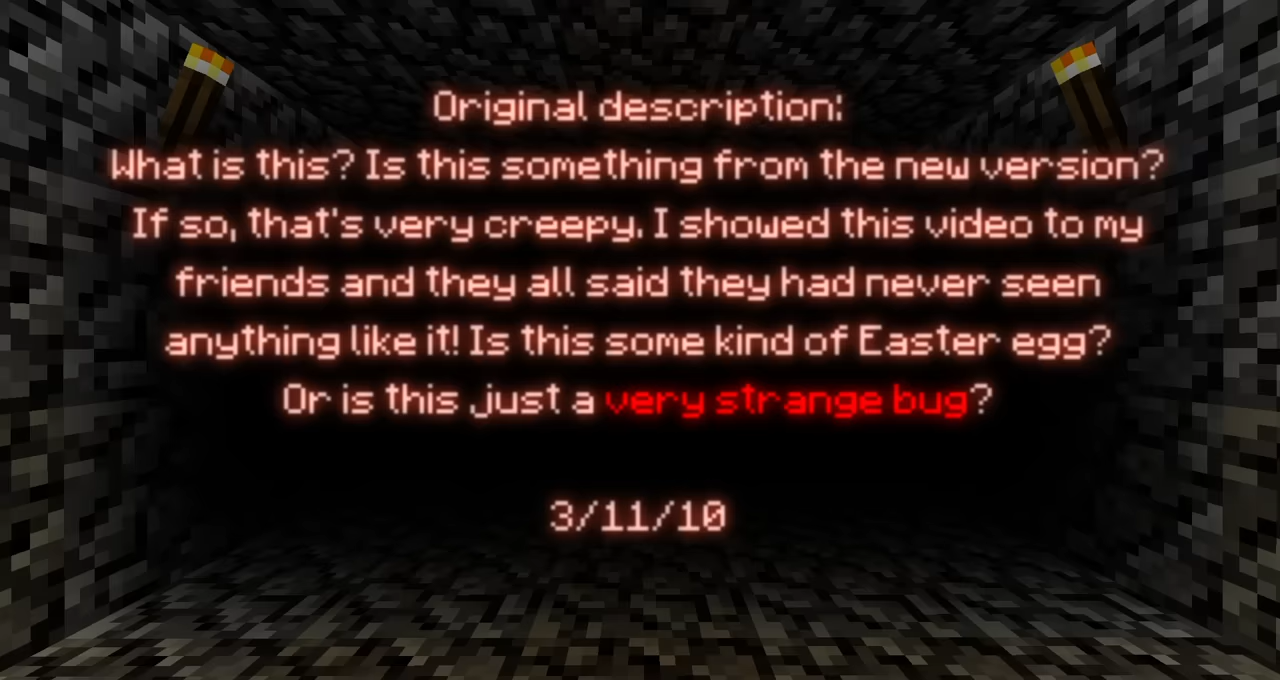 Original description:
What is this? Is this something from the new version?
If so, that's very creepy. I showed this video to my
friends and they all said they had never seen
anything like it! Is this some kind of Easter egg?
Or is this just a very strange bug?
3/11/10